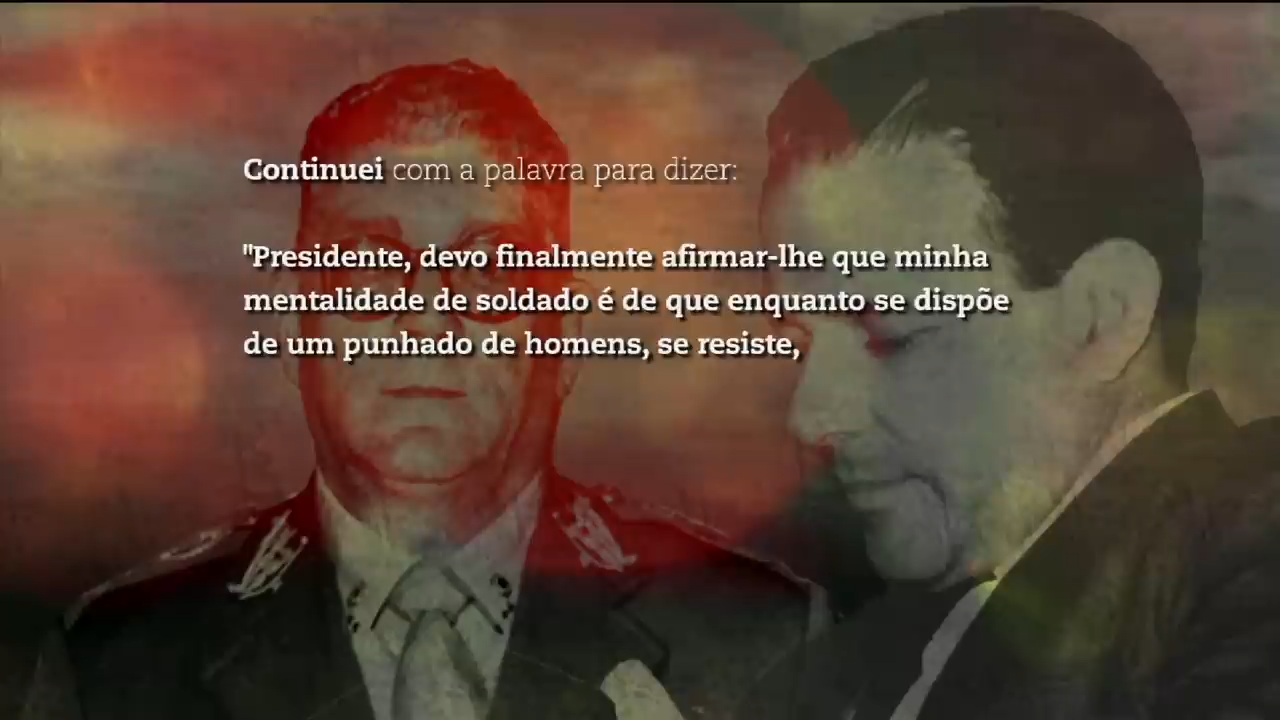 Continuei com a palavra para dizer:
"Presidente, devo finalmente afirmar-lhe que minha
mentalidade de soldado é de que enquanto se dispõe
de um punhado de homens, se resiste,